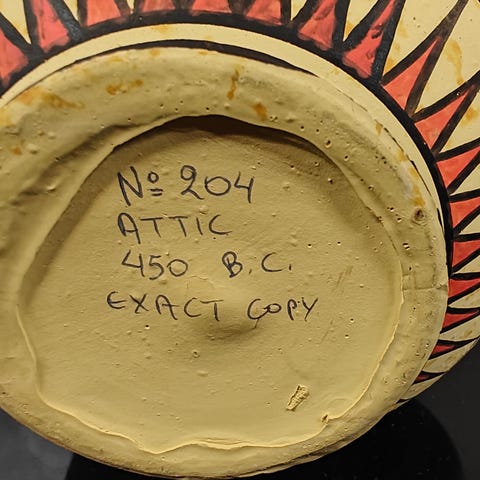 Nº 204
ATTIC
450 B.C.
EXACT COPY